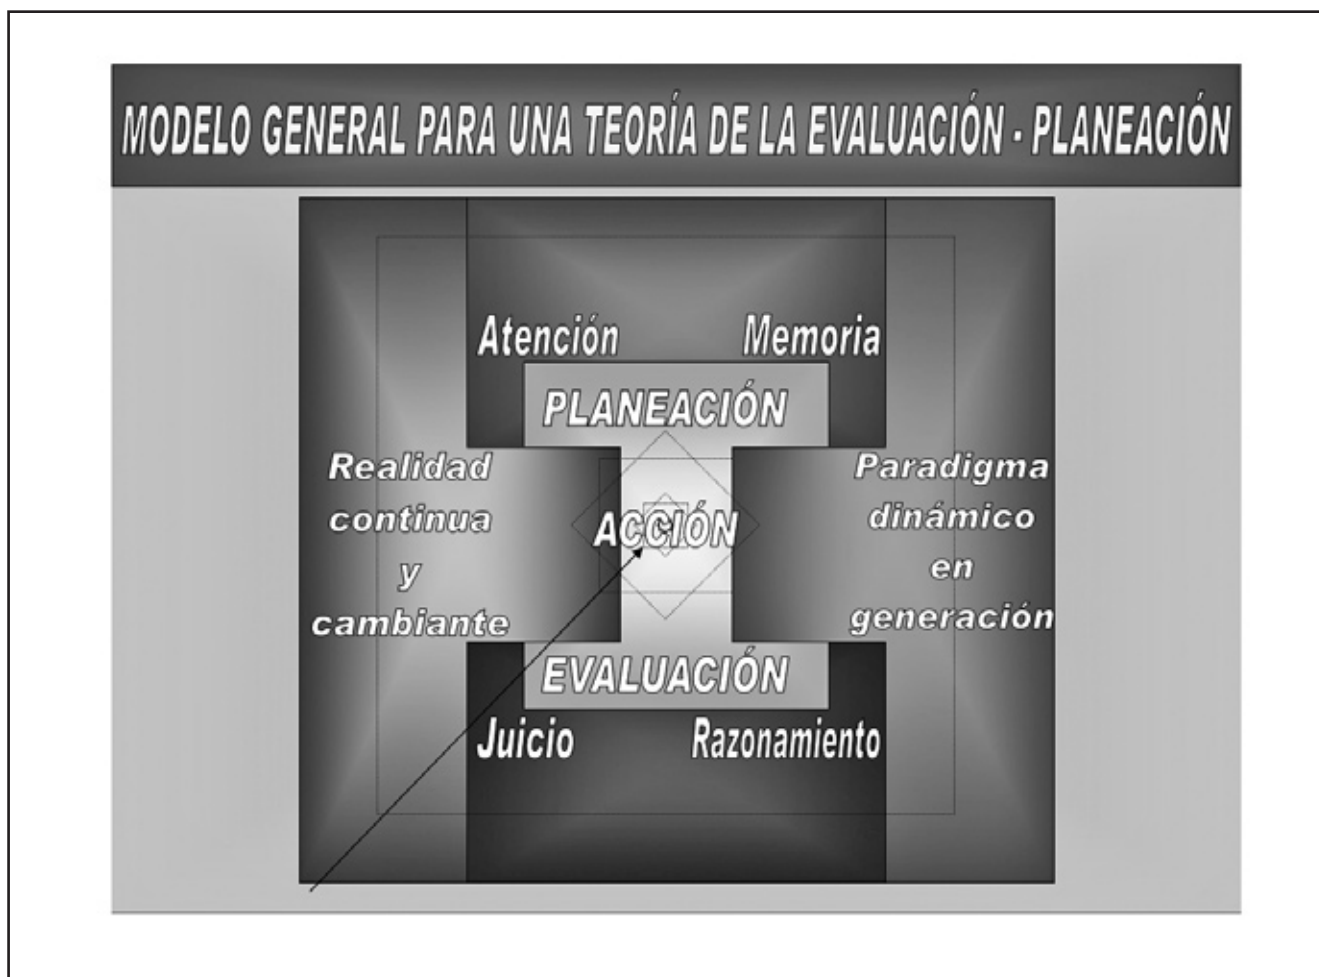 MODELO GENERAL PARA UNA TEORÍA DE LA EVALUACIÓN - PLANEACIÓN
Atención
Memoria
PLANEACIÓN
Realidad
continua
y
cambiante
ACCIÓN
Paradigma
dinámico
en
generación
EVALUACIÓN
Juicio
Razonamiento